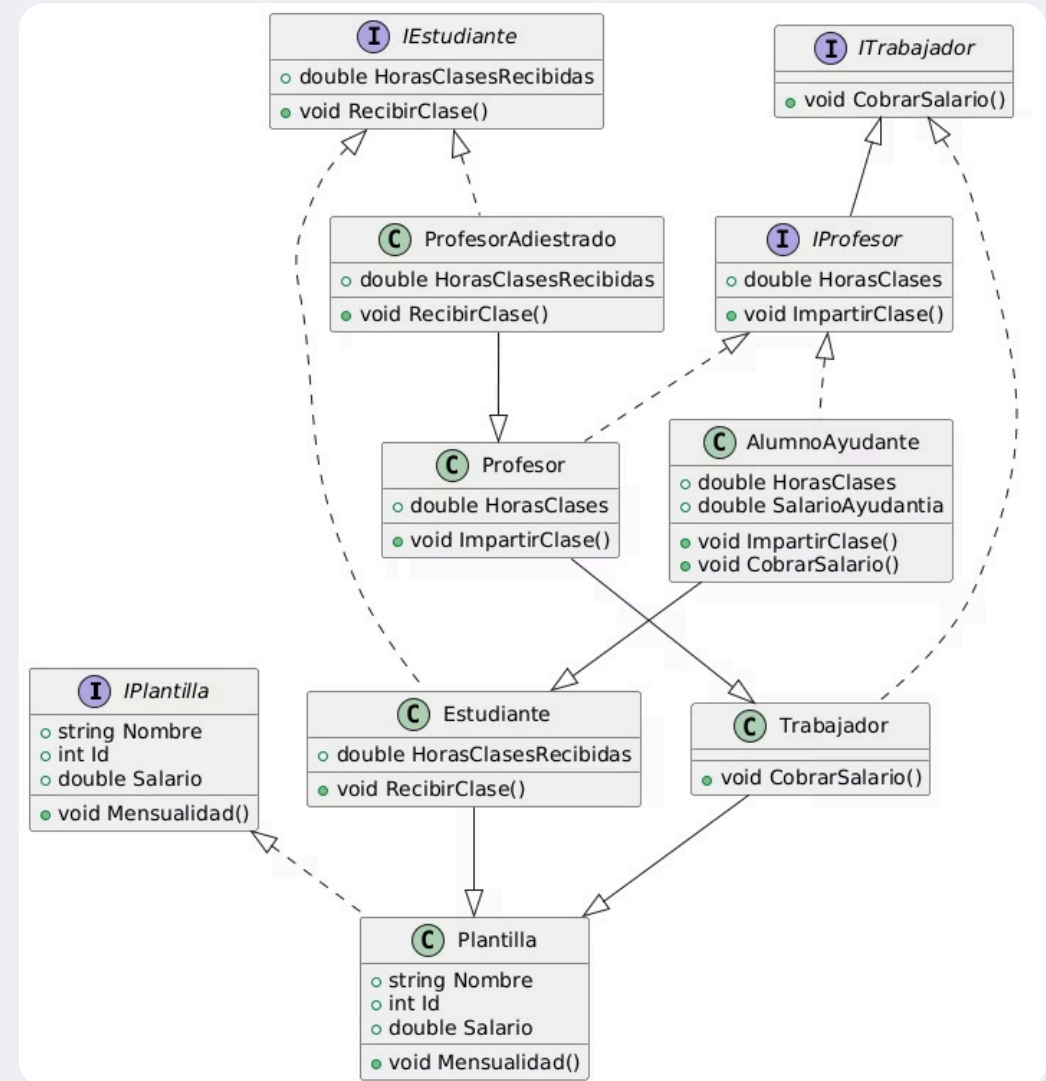 I IEstudiante
double HorasClasesRecibidas
void RecibirClase()
I ITrabajador
void CobrarSalario()
C ProfesorAdiestrado
double HorasClasesRecibidas
void RecibirClase()
I IProfesor
double HorasClases
void ImpartirClase()
C Profesor
double HorasClases
void ImpartirClase()
C AlumnoAyudante
double HorasClases
double SalarioAyudantia
void ImpartirClase()
void CobrarSalario()
I IPlantilla
string Nombre
int Id
double Salario
void Mensualidad()
C Estudiante
double HorasClasesRecibidas
void RecibirClase()
C Trabajador
void CobrarSalario()
C Plantilla
string Nombre
int Id
double Salario
void Mensualidad()